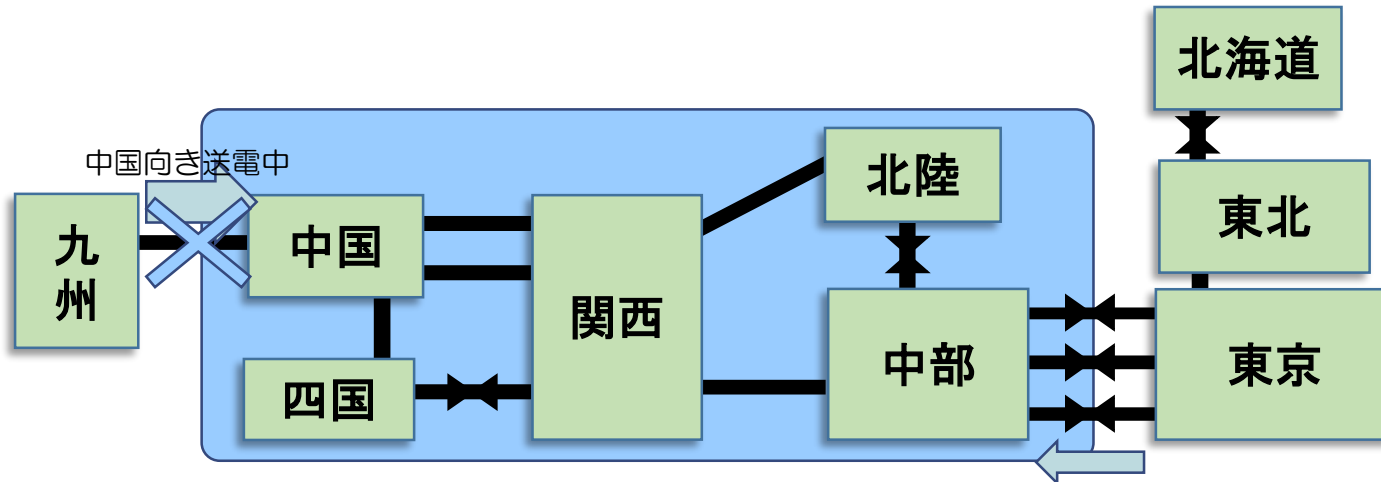 北海道
中国向き送電中
北陸
東北
九
州
中国
関西
中部
東京
四国